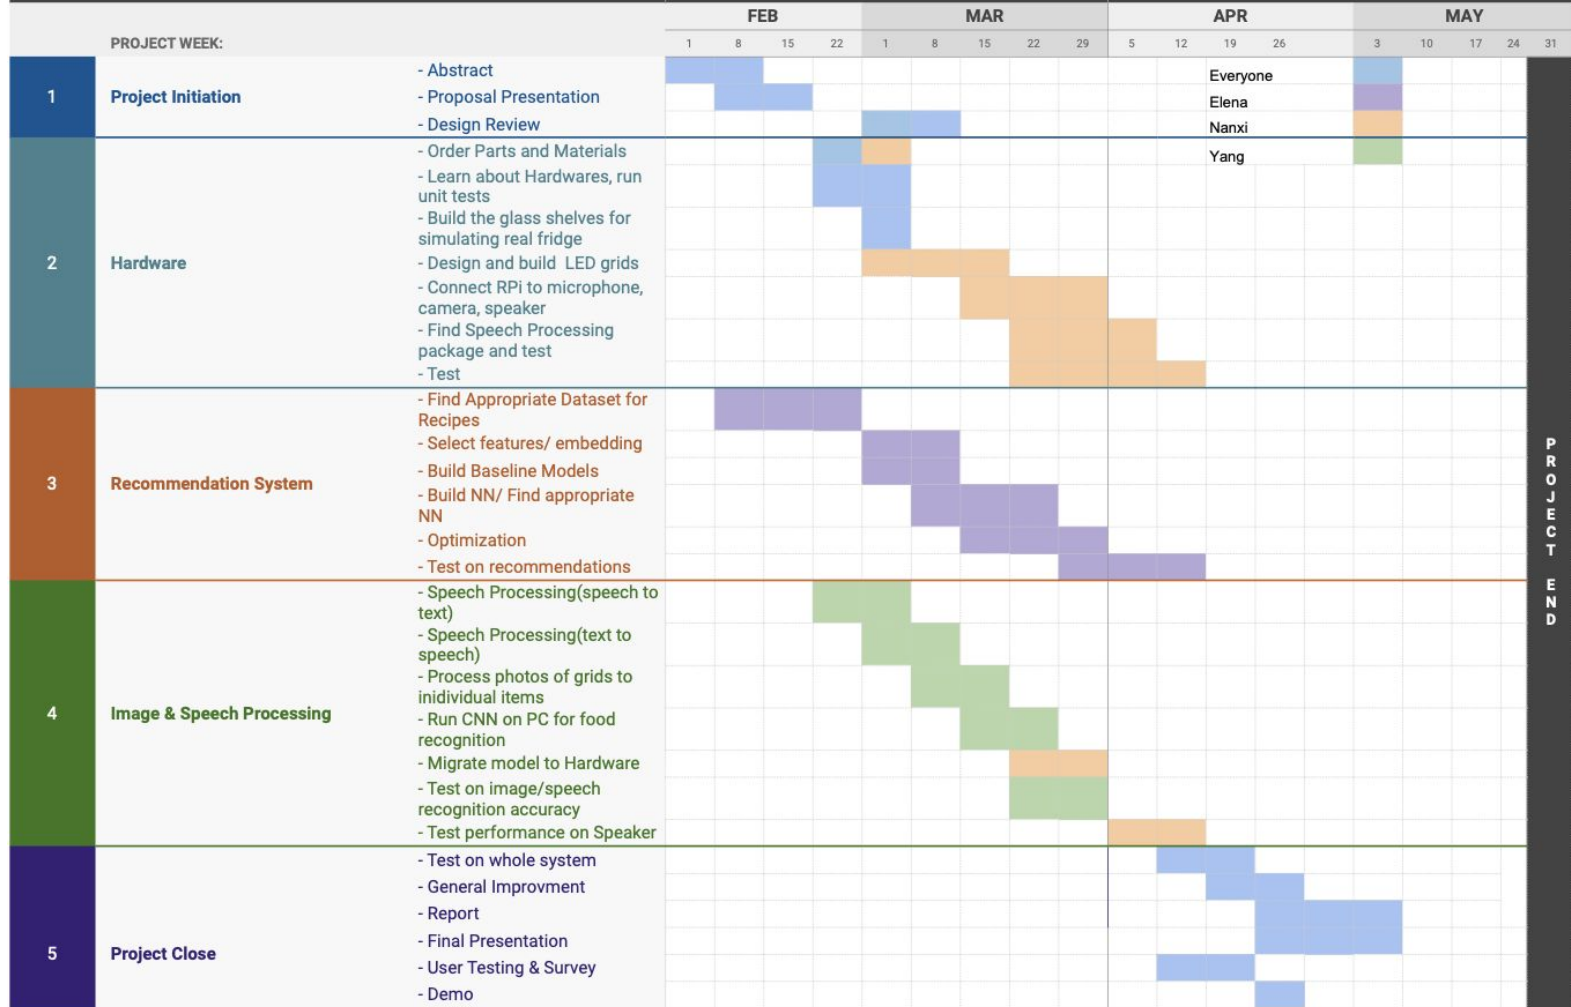 FEB MAR APR MAY
PROJECT WEEK: 1 8 15 22 1 8 15 22 29 5 12 19 26 3 10 17 24 31
1 Project Initiation
- Abstract
- Proposal Presentation
- Design Review
Everyone
Elena
Nanxi
Yang
2 Hardware
- Order Parts and Materials
- Learn about Hardwares, run
unit tests
- Build the glass shelves for
simulating real fridge
- Design and build LED grids
- Connect RPi to microphone,
camera, speaker
- Find Speech Processing
package and test
- Test
3 Recommendation System
- Find Appropriate Dataset for
Recipes
- Select features/ embedding
- Build Baseline Models
- Build NN/ Find appropriate
NN
- Optimization
- Test on recommendations
4 Image & Speech Processing
- Speech Processing(speech to
text)
- Speech Processing(text to
speech)
- Process photos of grids to
inidividual items
- Run CNN on PC for food
recognition
- Migrate model to Hardware
- Test on image/speech
recognition accuracy
- Test performance on Speaker
5 Project Close
- Test on whole system
- General Improvment
- Report
- Final Presentation
- User Testing & Survey
- Demo
PROJECT END